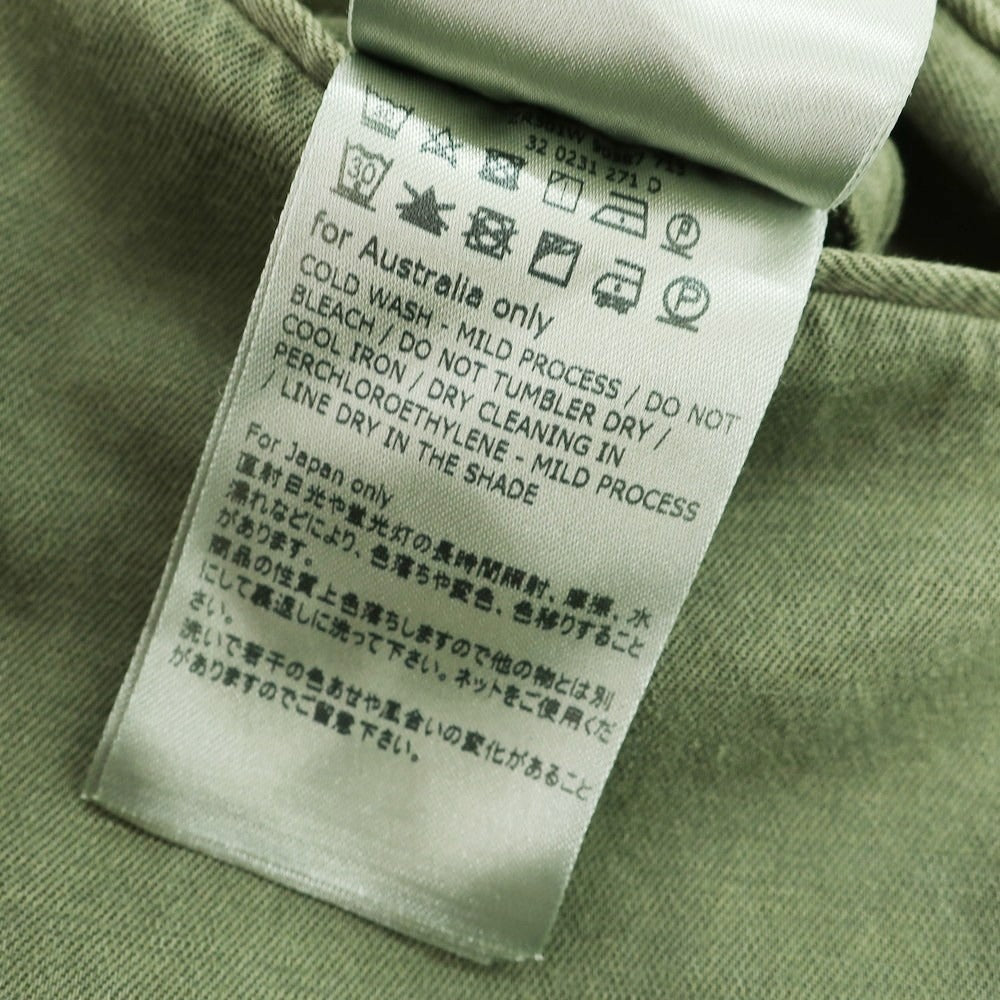 32 0231 271 D
30
P
P
for Australia only
COLD WASH - MILD PROCESS / DO NOT
BLEACH / DO NOT TUMBLER DRY /
COOL IRON / DRY CLEANING IN
PERCHLOROETHYLENE - MILD PROCESS
/ LINE DRY IN THE SHADE
For Japan only
直射日光や蛍光灯の長時間照射、摩擦、水
濡れなどにより、色落ちや変色、色移りすること
があります。
商品の性質上色落ちしますので他の物とは別
にして裏返しに洗って下さい。ネットをご使用くだ
さい。
洗いで若干の色あせや風合いの変化があること
がありますのでご留意下さい。